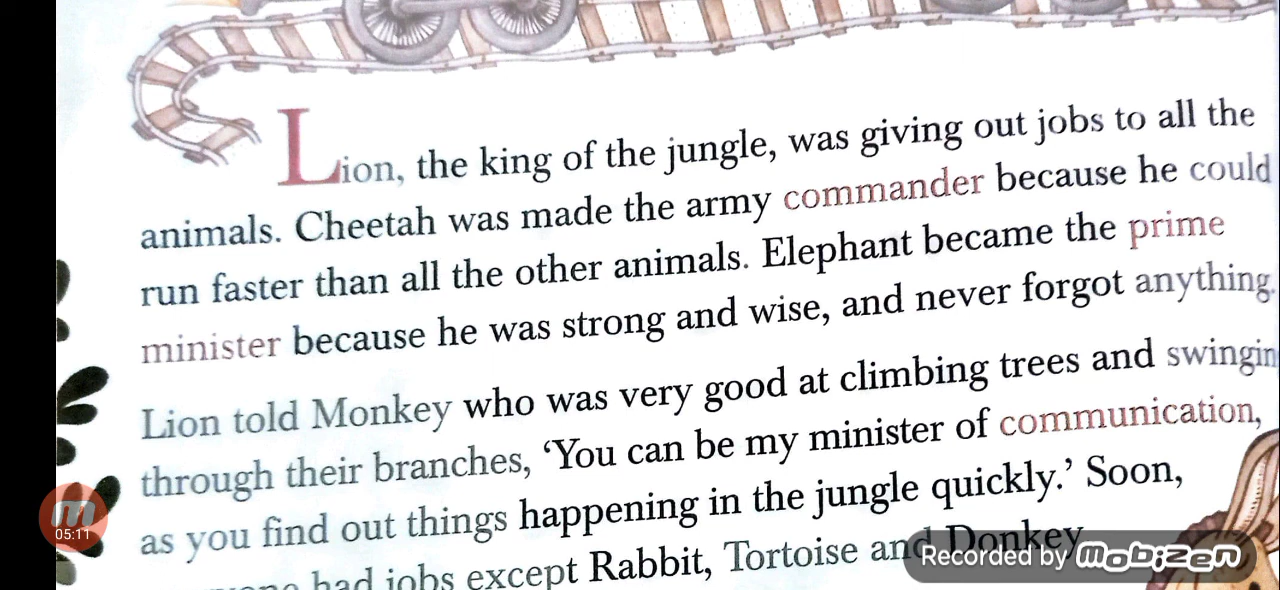 Lion, the king of the jungle, was giving out jobs to all the
animals. Cheetah was made the army commander because he could
run faster than all the other animals. Elephant became the prime
minister because he was strong and wise, and never forgot anything.
Lion told Monkey who was very good at climbing trees and swingin
through their branches, ‘You can be my minister of communication,
as you find out things happening in the jungle quickly.’ Soon,
had jobs except Rabbit, Tortoise and Donkey
m
05:11
Recorded by mobizen